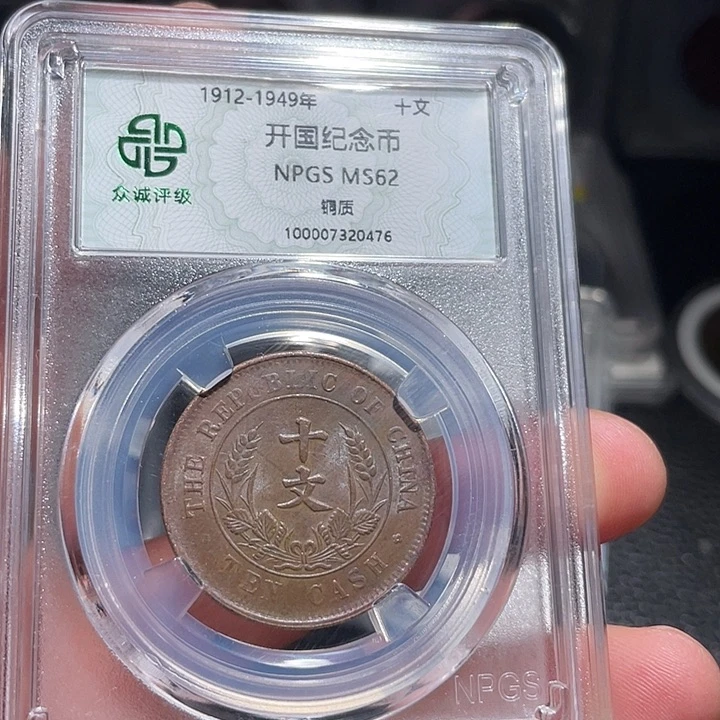 1912-1949年 十文
开国纪念币
NPGS MS62
铜质
100007320476
众诚评级
THE REPUBLIC OF CHINA
十文
TEN CASH
NPGS